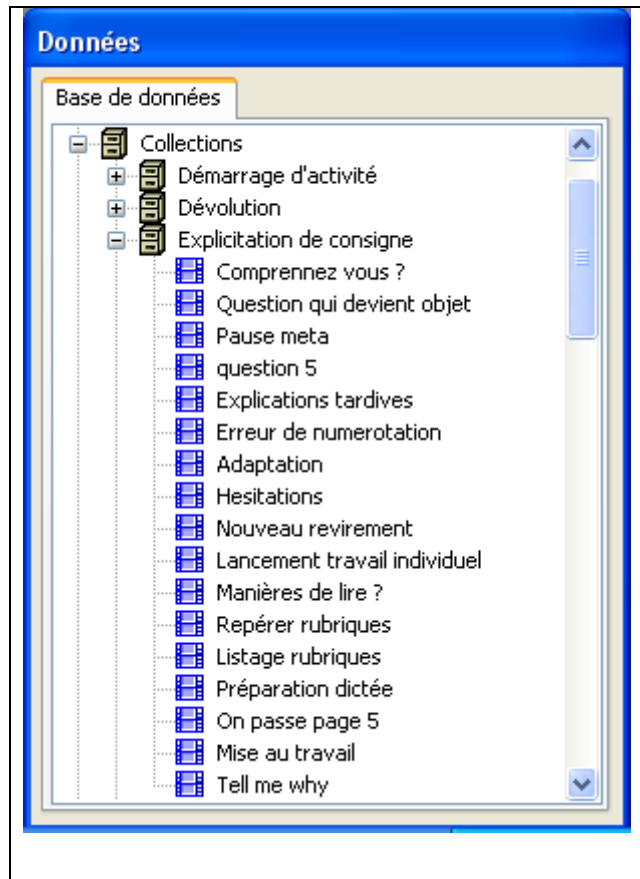 Données
Base de données
Collections
Démarrage d'activité
Dévolution
Explicitation de consigne
Comprennez vous ?
Question qui devient objet
Pause meta
question 5
Explications tardives
Erreur de numerotation
Adaptation
Hesitations
Nouveau revirement
Lancement travail individuel
Manières de lire ?
Repérer rubriques
Listage rubriques
Préparation dictée
On passe page 5
Mise au travail
Tell me why